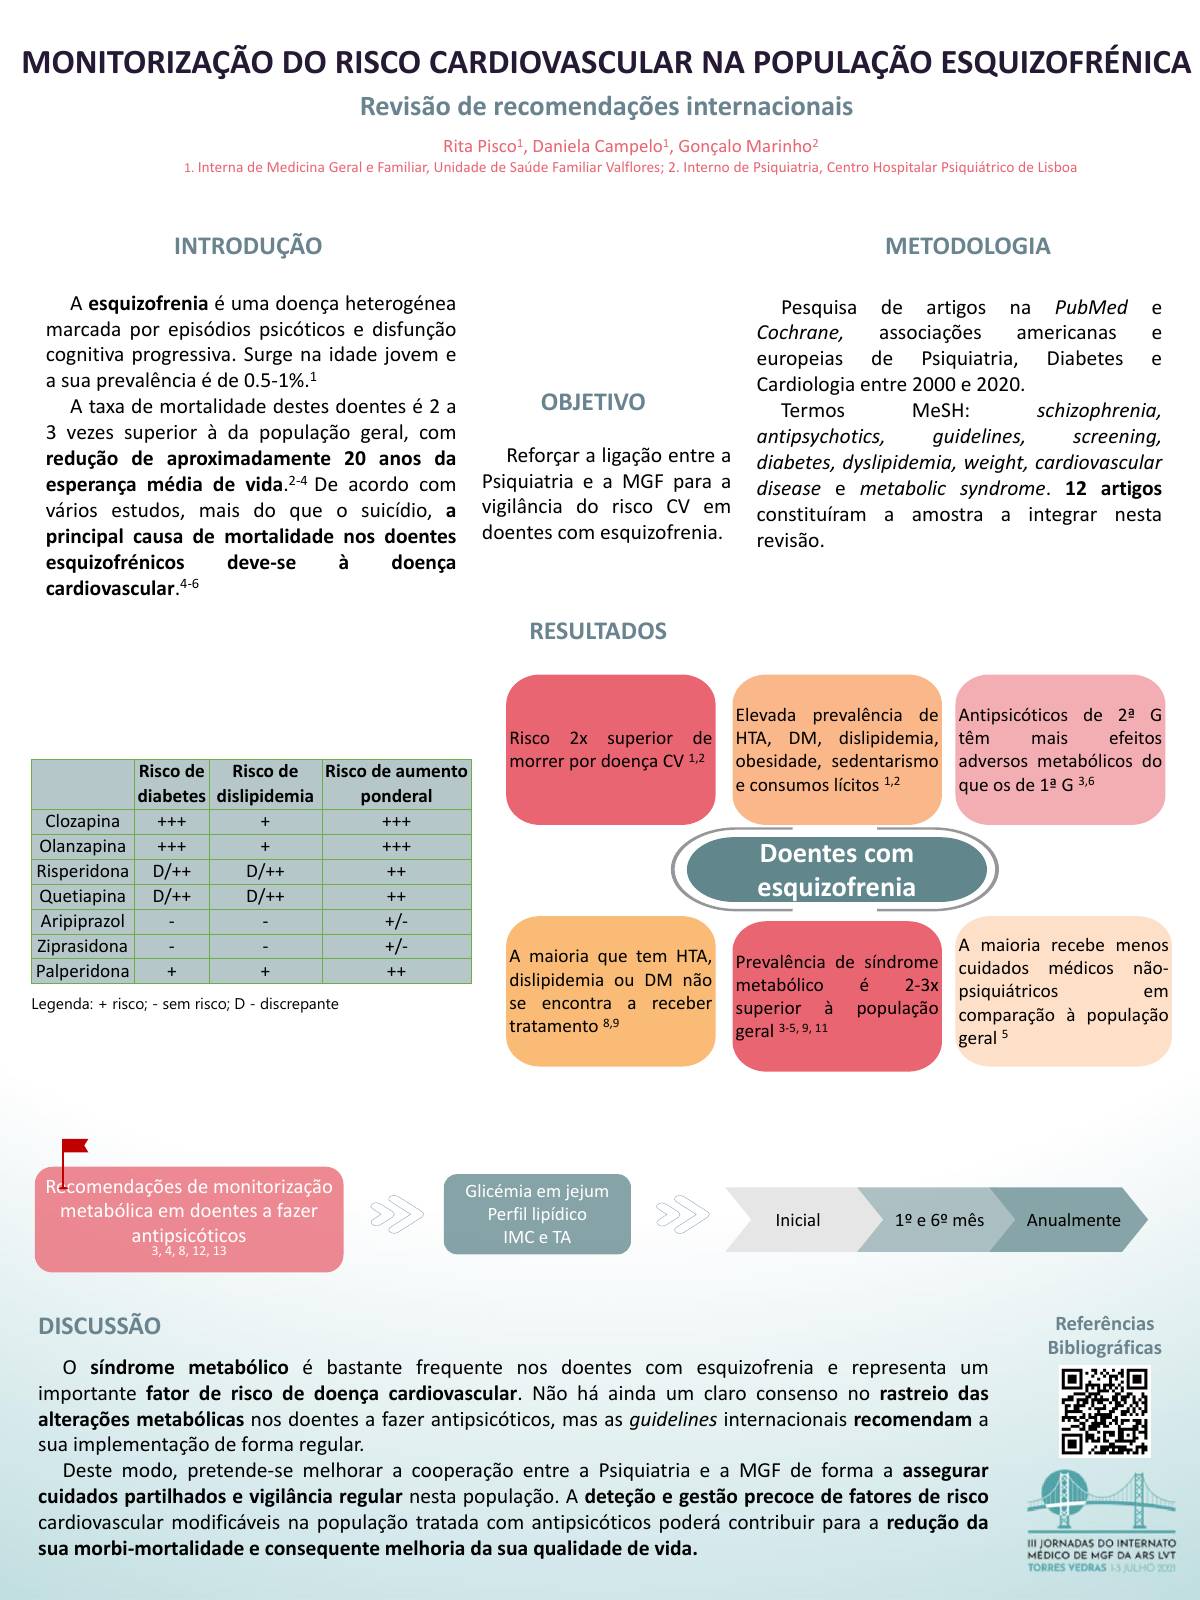 MONITORIZAÇÃO DO RISCO CARDIOVASCULAR NA POPULAÇÃO ESQUIZOFRÉNICA
Revisão de recomendações internacionais
Rita Pisco1, Daniela Campelo1, Gonçalo Marinho2
1. Interna de Medicina Geral e Familiar, Unidade de Saúde Familiar Valflores; 2. Interno de Psiquiatria, Centro Hospitalar Psiquiátrico de Lisboa
INTRODUÇÃO
A esquizofrenia é uma doença heterogénea
marcada por episódios psicóticos e disfunção
cognitiva progressiva. Surge na idade jovem e
a sua prevalência é de 0.5-1%.1
A taxa de mortalidade destes doentes é 2 a
3 vezes superior à da população geral, com
redução de aproximadamente 20 anos da
esperança média de vida.2-4 De acordo com
vários estudos, mais do que o suicídio, a
principal causa de mortalidade nos doentes
esquizofrénicos deve-se à doença
cardiovascular.4-6
OBJETIVO
Reforçar a ligação entre a
Psiquiatria e a MGF para a
vigilância do risco CV em
doentes com esquizofrenia.
METODOLOGIA
Pesquisa de artigos na PubMed e
Cochrane, associações americanas e
europeias de Psiquiatria, Diabetes e
Cardiologia entre 2000 e 2020.
Termos MeSH: schizophrenia,
antipsychotics, guidelines, screening,
diabetes, dyslipidemia, weight, cardiovascular
disease e metabolic syndrome. 12 artigos
constituíram a amostra a integrar nesta
revisão.
RESULTADOS
Risco de diabetes Risco de dislipidemia Risco de aumento ponderal
Clozapina +++ + +++
Olanzapina +++ + +++
Risperidona D/++ D/++ ++
Quetiapina D/++ D/++ ++
Aripiprazol - - +/-
Ziprasidona - - +/-
Palperidona + + ++
Legenda: + risco; - sem risco; D - discrepante
Risco 2x superior de
morrer por doença CV 1,2
Elevada prevalência de
HTA, DM, dislipidemia,
obesidade, sedentarismo
e consumos lícitos 1,2
Antipsicóticos de 2ª G
têm mais efeitos
adversos metabólicos do
que os de 1ª G 3,6
Doentes com
esquizofrenia
A maioria que tem HTA,
dislipidemia ou DM não
se encontra a receber
tratamento 8,9
Prevalência de síndrome
metabólico é 2-3x
superior à população
geral 3-5, 9, 11
A maioria recebe menos
cuidados médicos não-
psiquiátricos em
comparação à população
geral 5
Recomendações de monitorização
metabólica em doentes a fazer
antipsicóticos
3, 4, 8, 12, 13
Glicémia em jejum
Perfil lipídico
IMC e TA
Inicial
1º e 6º mês
Anualmente
DISCUSSÃO
O síndrome metabólico é bastante frequente nos doentes com esquizofrenia e representa um
importante fator de risco de doença cardiovascular. Não há ainda um claro consenso no rastreio das
alterações metabólicas nos doentes a fazer antipsicóticos, mas as guidelines internacionais recomendam a
sua implementação de forma regular.
Deste modo, pretende-se melhorar a cooperação entre a Psiquiatria e a MGF de forma a assegurar
cuidados partilhados e vigilância regular nesta população. A deteção e gestão precoce de fatores de risco
cardiovascular modificáveis na população tratada com antipsicóticos poderá contribuir para a redução da
sua morbi-mortalidade e consequente melhoria da sua qualidade de vida.
Referências
Bibliográficas
III JORNADAS DO INTERNATO
MÉDICO DE MGF DA ARS LVT
TORRES VEDRAS 1-3 JULHO 2021